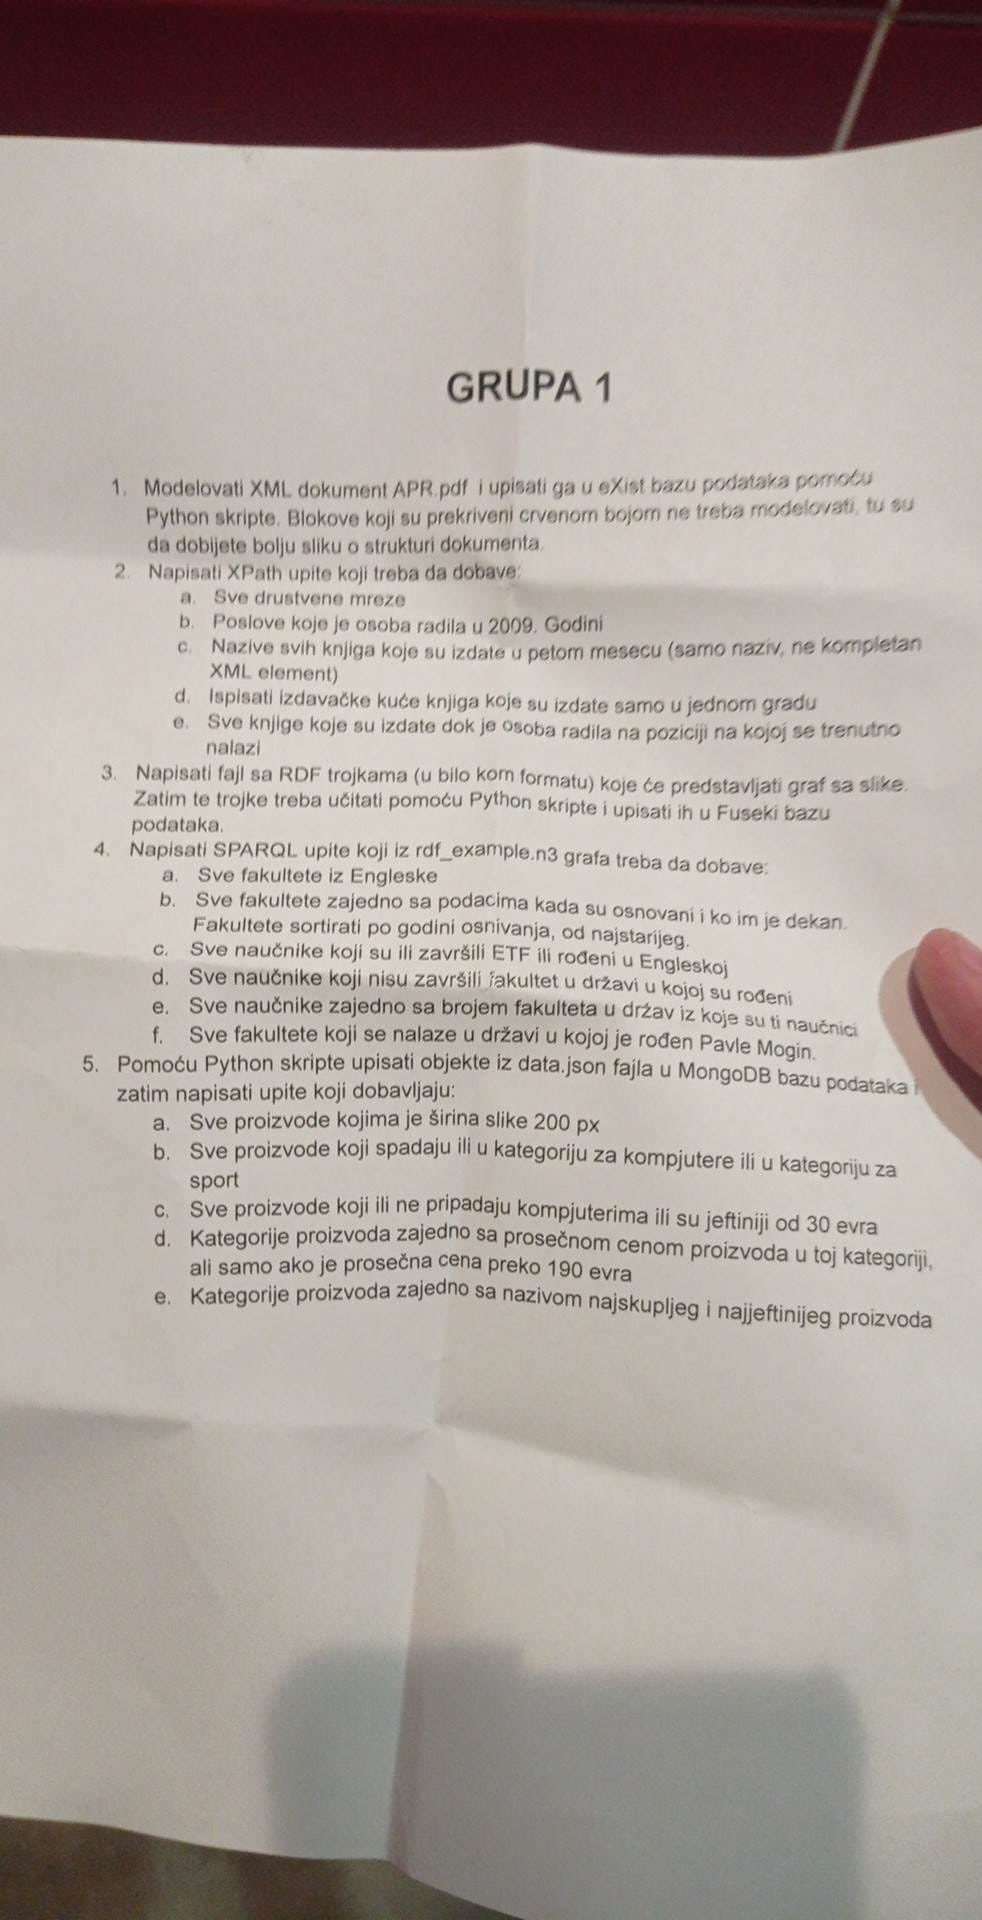 GRUPA 1
1. Modelovati XML dokument APR.pdf i upisati ga u eXist bazu podataka pomoću
Python skripte. Blokove koji su prekriveni crvenom bojom ne treba modelovati, tu su
da dobijete bolju sliku o strukturi dokumenta.
2. Napisati XPath upite koji treba da dobave:
a. Sve drustvene mreze
b. Poslove koje je osoba radila u 2009. Godini
c. Nazive svih knjiga koje su izdate u petom mesecu (samo naziv, ne kompletan
XML element)
d. Ispisati izdavačke kuće knjiga koje su izdate samo u jednom gradu
e. Sve knjige koje su izdate dok je osoba radila na poziciji na kojoj se trenutno
nalazi
3. Napisati fajl sa RDF trojkama (u bilo kom formatu) koje će predstavljati graf sa slike.
Zatim te trojke treba učitati pomoću Python skripte i upisati ih u Fuseki bazu
podataka.
4. Napisati SPARQL upite koji iz rdf_example.n3 grafa treba da dobave:
a. Sve fakultete iz Engleske
b. Sve fakultete zajedno sa podacima kada su osnovani i ko im je dekan.
Fakultete sortirati po godini osnivanja, od najstarijeg.
c. Sve naučnike koji su ili završili ETF ili rođeni u Engleskoj
d. Sve naučnike koji nisu završili fakultet u državi u kojoj su rođeni
e. Sve naučnike zajedno sa brojem fakulteta u držav iz koje su ti naučnici
f. Sve fakultete koji se nalaze u državi u kojoj je rođen Pavle Mogin.
5. Pomoću Python skripte upisati objekte iz data.json fajla u MongoDB bazu podataka i
zatim napisati upite koji dobavljaju:
a. Sve proizvode kojima je širina slike 200 px
b. Sve proizvode koji spadaju ili u kategoriju za kompjutere ili u kategoriju za
sport
c. Sve proizvode koji ili ne pripadaju kompjuterima ili su jeftiniji od 30 evra
d. Kategorije proizvoda zajedno sa prosečnom cenom proizvoda u toj kategoriji,
ali samo ako je prosečna cena preko 190 evra
e. Kategorije proizvoda zajedno sa nazivom najskupljeg i najjeftinijeg proizvoda